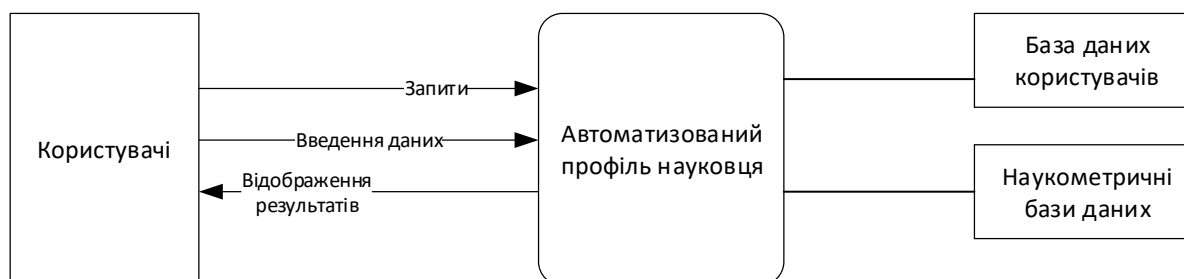 Користувачі
Запити
Введення даних
Відображення
результатів
Автоматизований
профіль науковця
База даних
користувачів
Наукометричні
бази даних